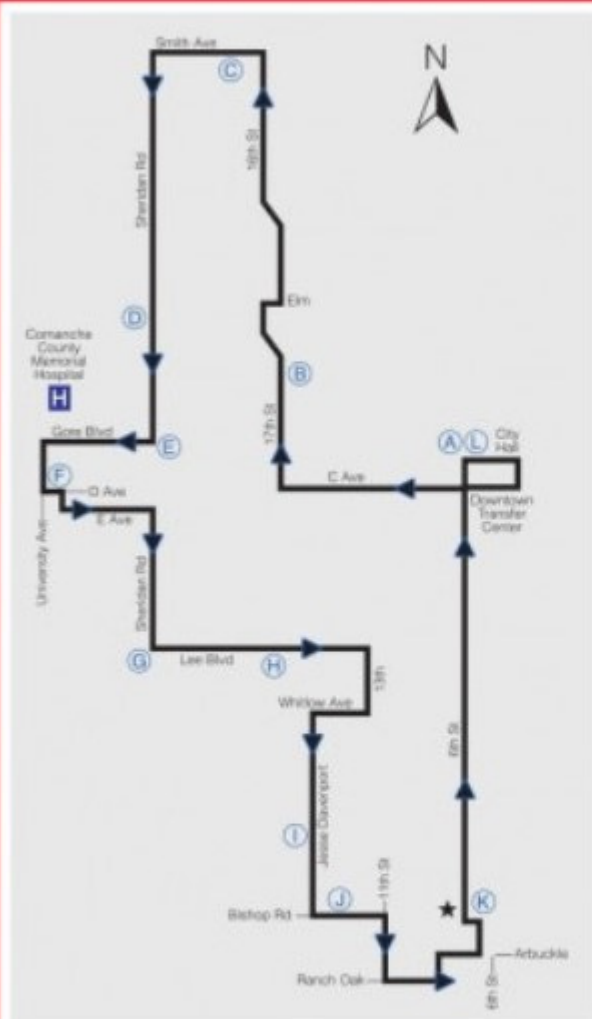 Smith Ave
C
N
16th St
Sheridan Rd
Elm
D
Comanche
County
Memorial
Hospital
H
B
17th St
Gore Blvd
E
A L City
Hall
F
C Ave
D Ave
Downtown
Transfer
Center
E Ave
University Ave
Sheridan Rd
G
Lee Blvd
H
13th
Whitlow Ave
6th St
Jesse Davenport
I
11th St
J
K
Bishop Rd
Arbuckle
Ranch Oak
6th St